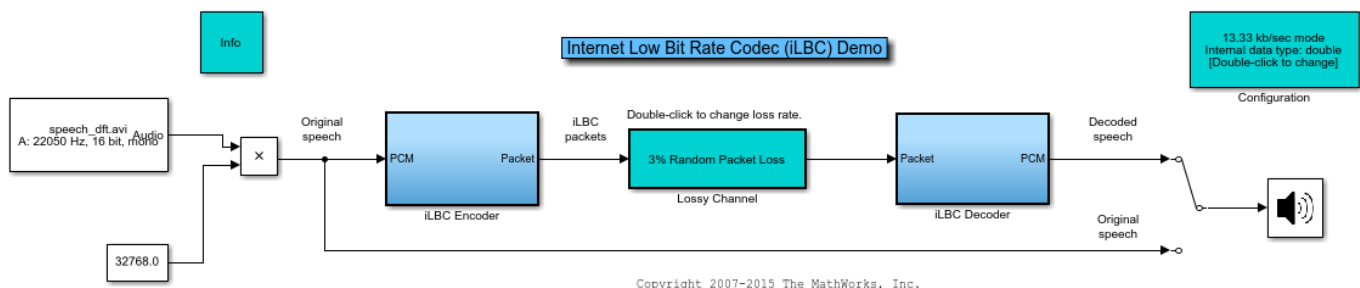 Info
Internet Low Bit Rate Codec (iLBC) Demo
13.33 kb/sec mode
Internal data type: double
[Double-click to change]
Configuration
speech_dft.avi
A: 22050 Hz, 16 bit, mono
Audio
×
Original
speech
PCM
Packet
iLBC Encoder
iLBC
packets
Double-click to change loss rate.
3% Random Packet Loss
Lossy Channel
Packet
PCM
iLBC Decoder
Decoded
speech
Original
speech
32768.0
Copyright 2007-2015 The MathWorks, Inc.